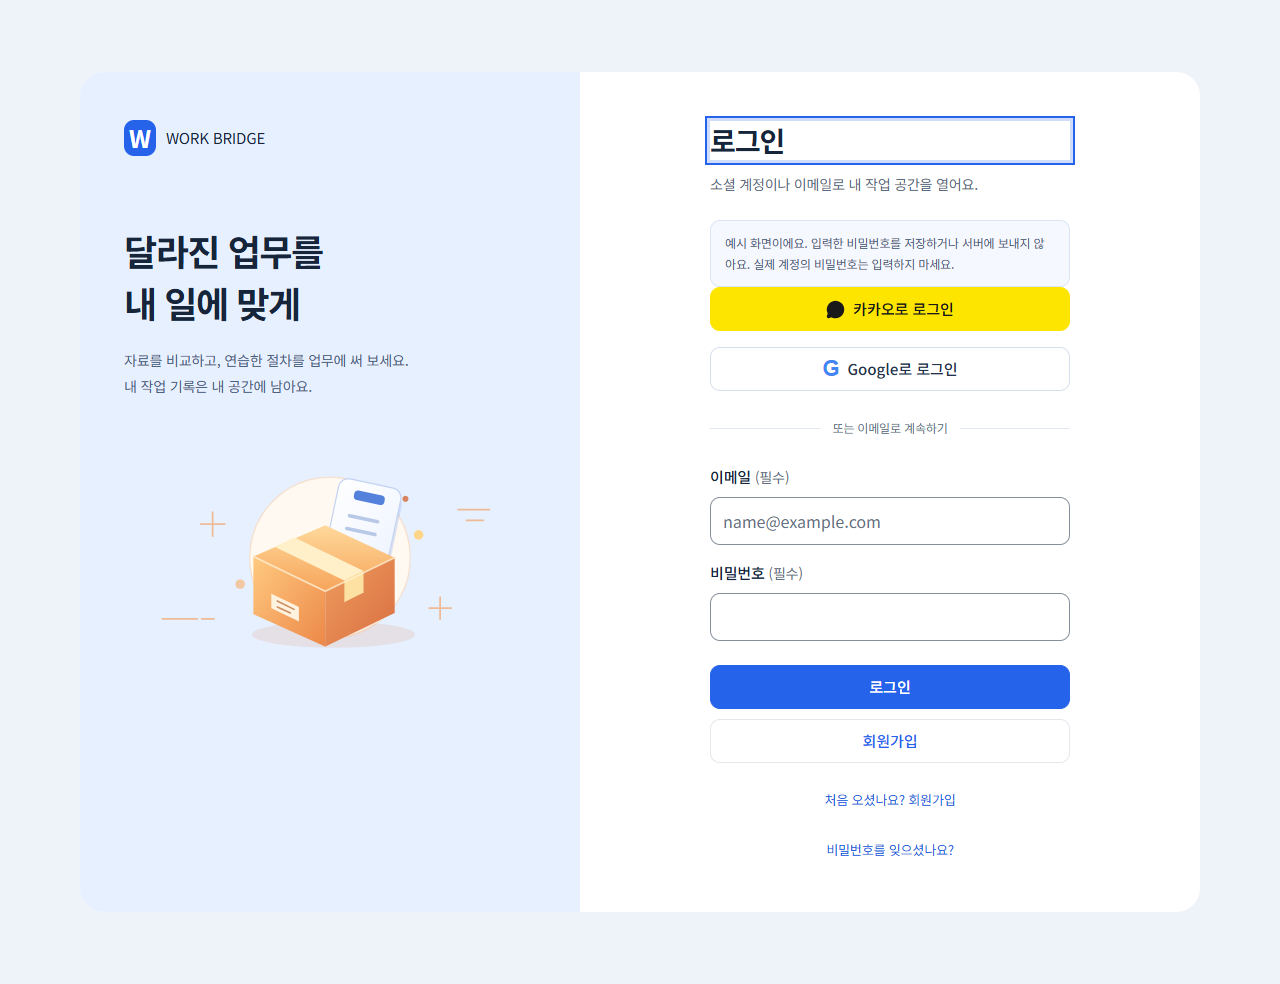 W WORK BRIDGE
달라진 업무를
내 일에 맞게
자료를 비교하고, 연습한 절차를 업무에 써 보세요.
내 작업 기록은 내 공간에 남아요.
로그인
소셜 계정이나 이메일로 내 작업 공간을 열어요.
예시 화면이에요. 입력한 비밀번호를 저장하거나 서버에 보내지 않
아요. 실제 계정의 비밀번호는 입력하지 마세요.
카카오로 로그인
G Google로 로그인
또는 이메일로 계속하기
이메일 (필수)
name@example.com
비밀번호 (필수)
로그인
회원가입
처음 오셨나요? 회원가입
비밀번호를 잊으셨나요?